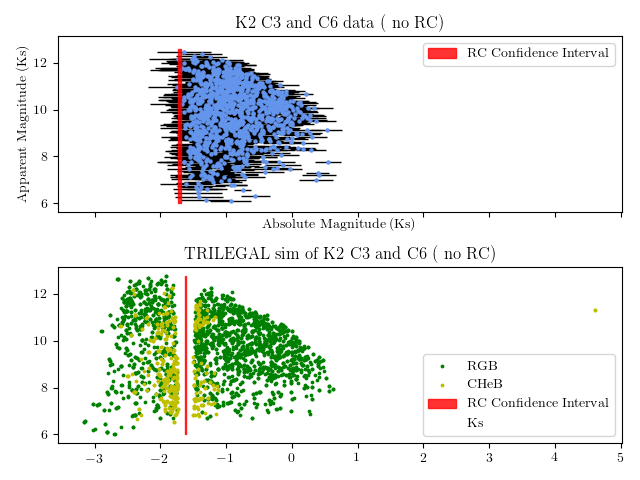 K2 C3 and C6 data ( no RC)
RC Confidence Interval
Apparent Magnitude (Ks)
12
10
8
6
Absolute Magnitude (Ks)
TRILEGAL sim of K2 C3 and C6 ( no RC)
12
10
8
6
RGB
CHeB
RC Confidence Interval
Ks
−3 −2 −1 0 1 2 3 4 5